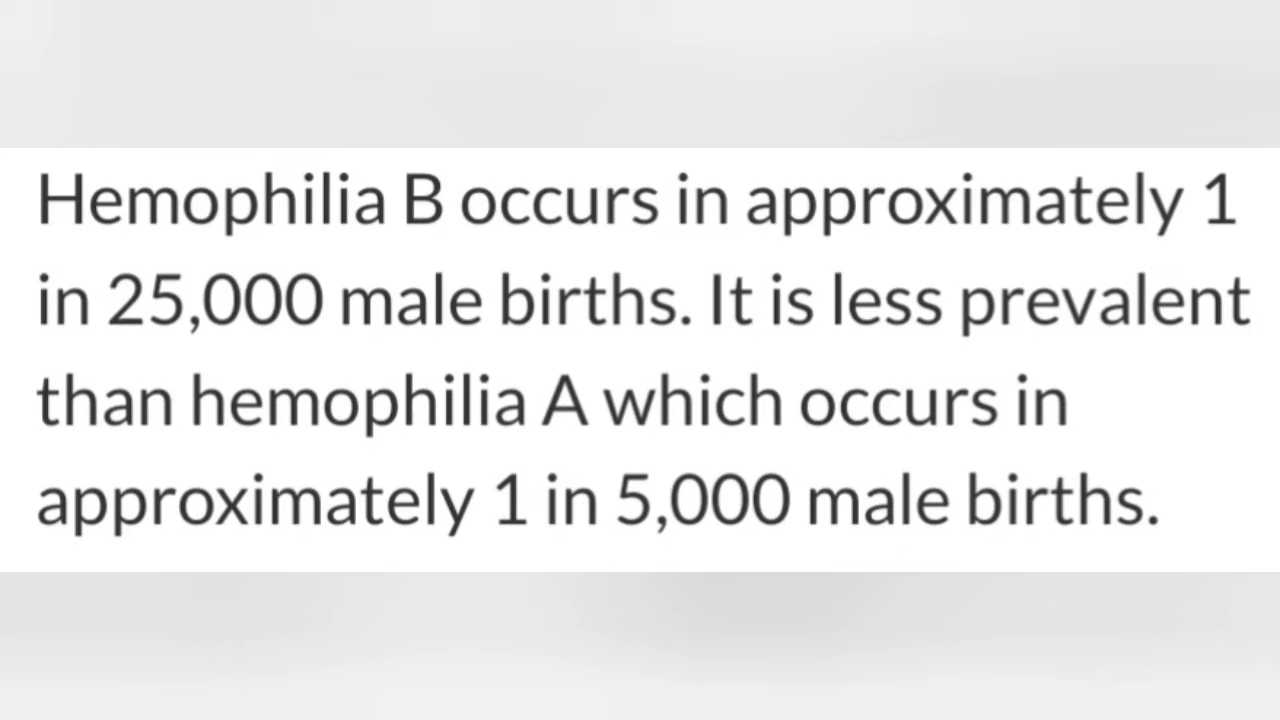 Hemophilia B occurs in approximately 1
in 25,000 male births. It is less prevalent
than hemophilia A which occurs in
approximately 1 in 5,000 male births.